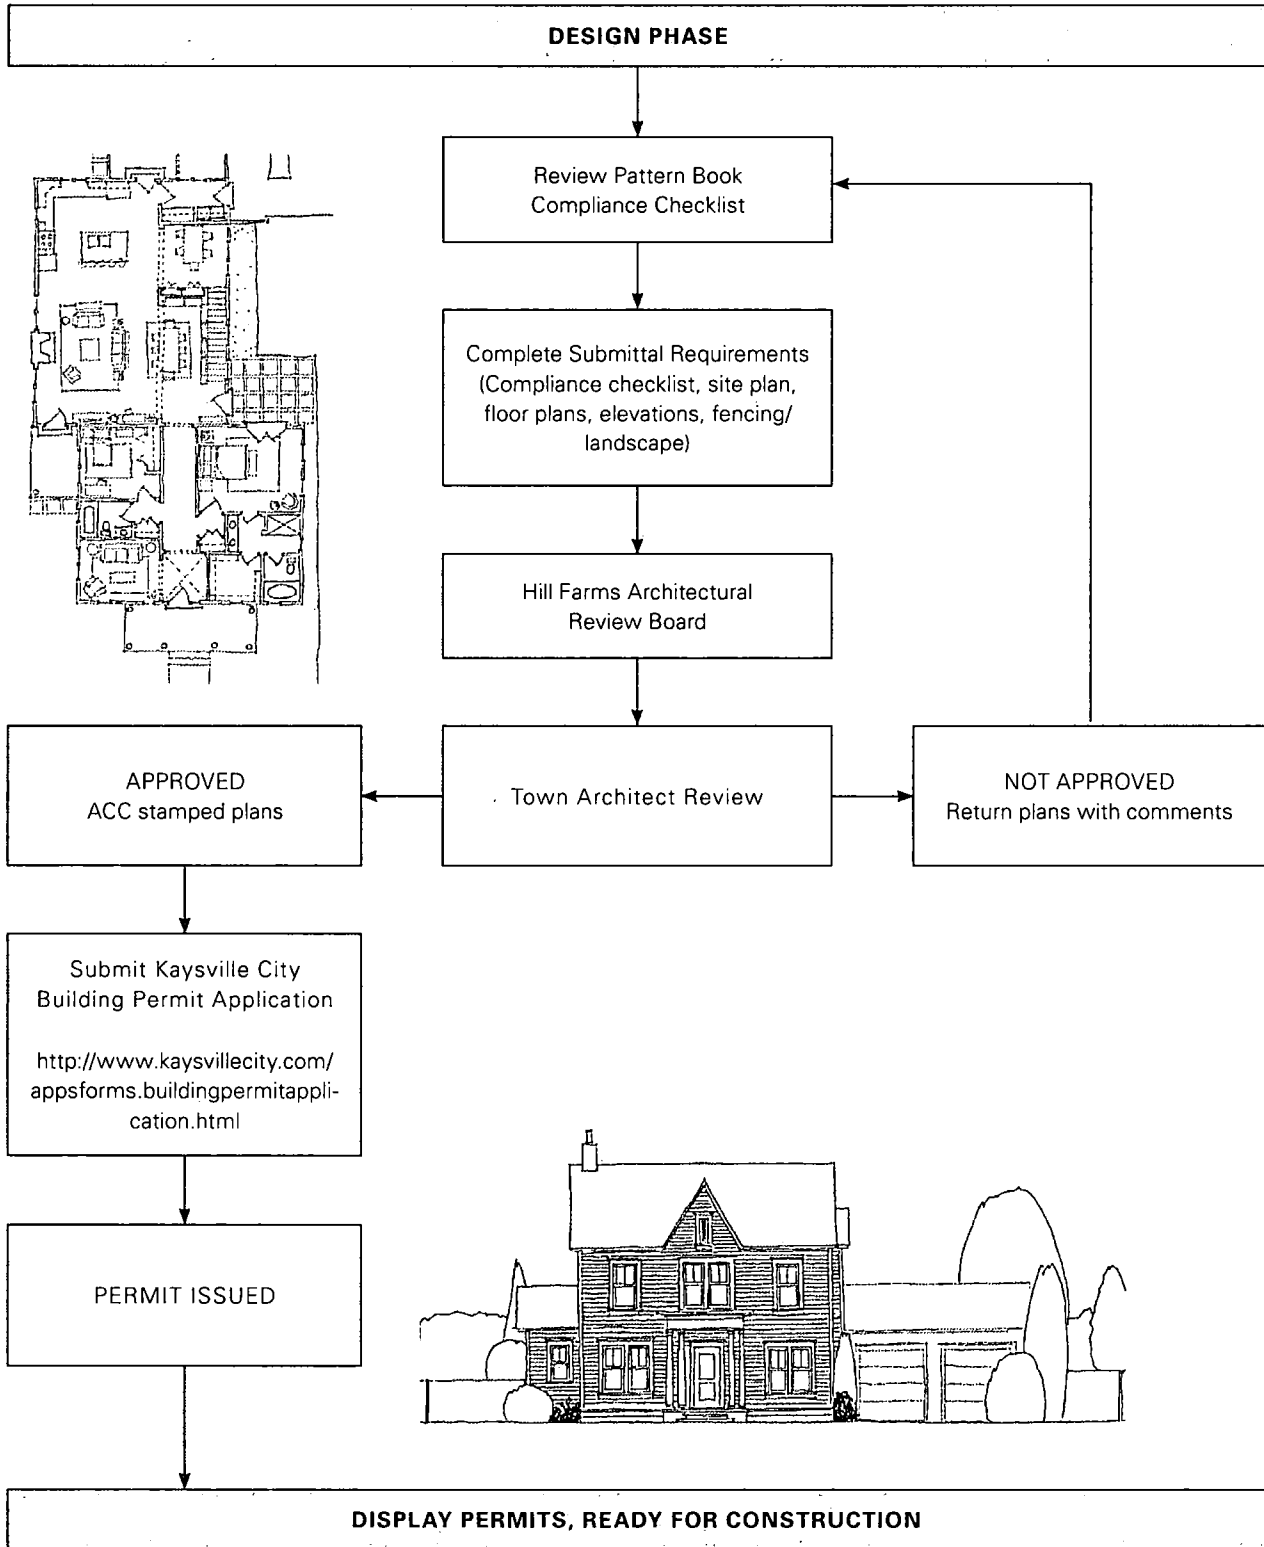 DESIGN PHASE
Review Pattern Book
Compliance Checklist
Complete Submittal Requirements
(Compliance checklist, site plan,
floor plans, elevations, fencing/
landscape)
Hill Farms Architectural
Review Board
APPROVED
ACC stamped plans
Town Architect Review
NOT APPROVED
Return plans with comments
Submit Kaysville City
Building Permit Application
http://www.kaysvillecity.com/
appsforms.buildingpermitappli-
cation.html
PERMIT ISSUED
DISPLAY PERMITS, READY FOR CONSTRUCTION